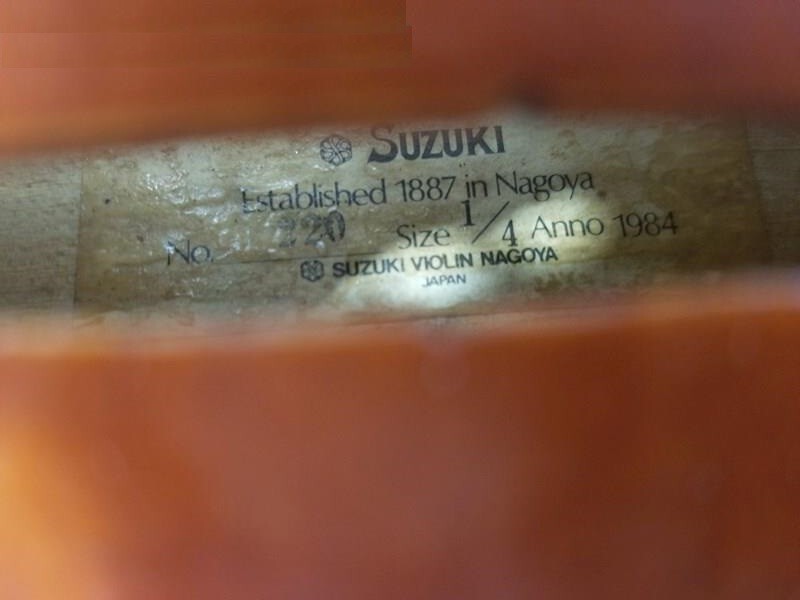 SUZUKI
Established 1887 in Nagoya
No. 220 Size 1/4 Anno 1984
SUZUKI VIOLIN NAGOYA
JAPAN